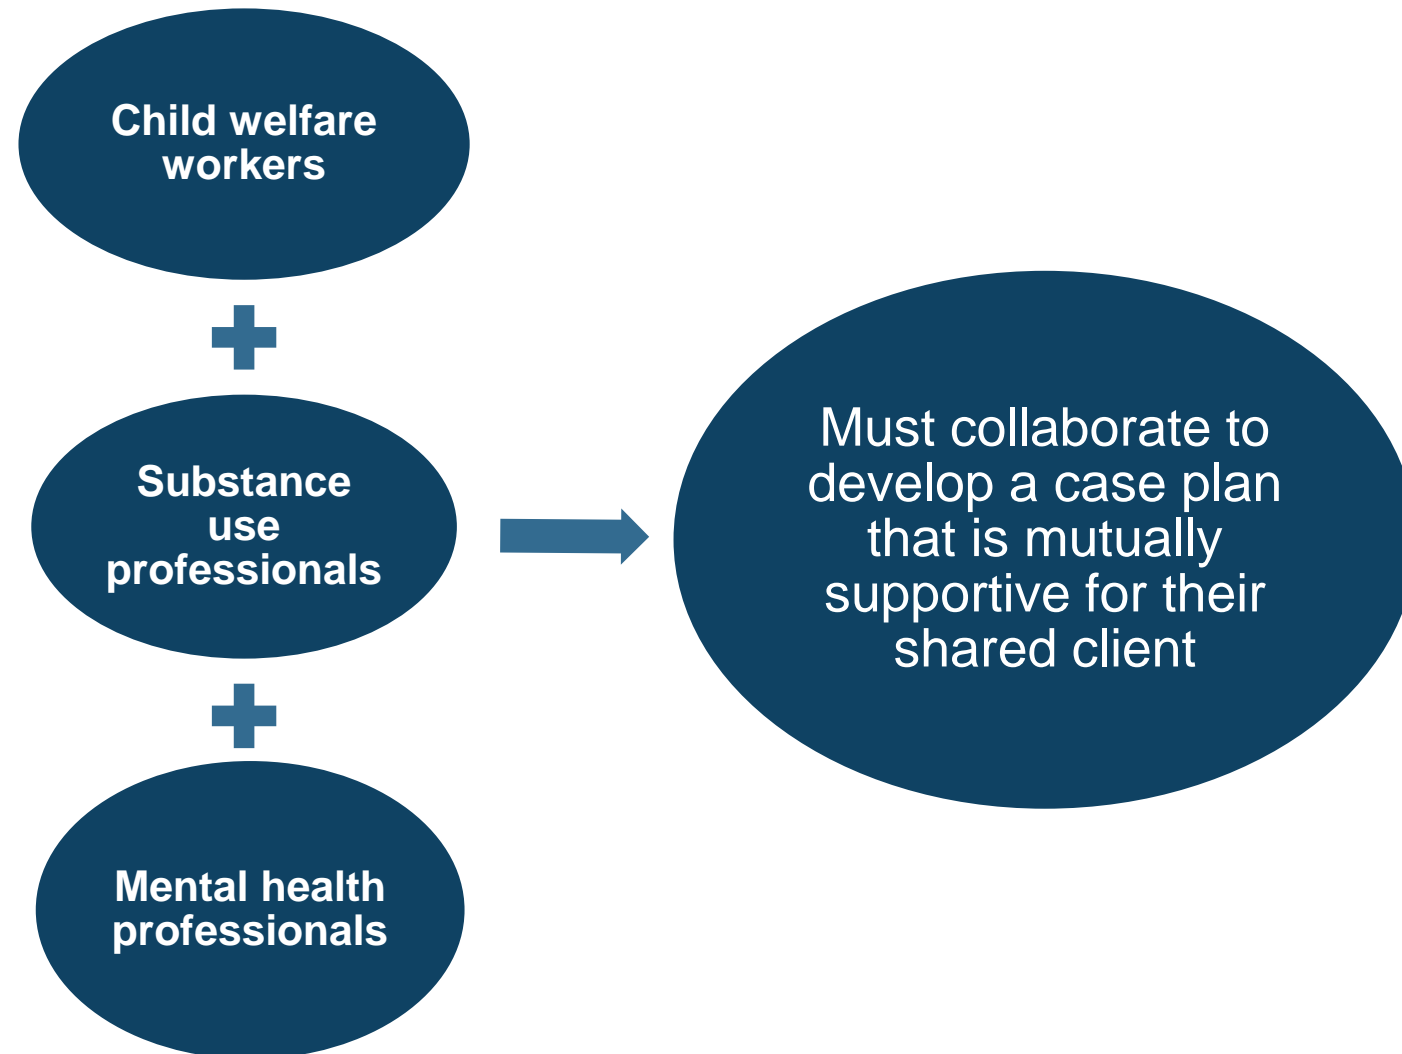 Child welfare
workers
Substance
use
professionals
Mental health
professionals
Must collaborate to
develop a case plan
that is mutually
supportive for their
shared client